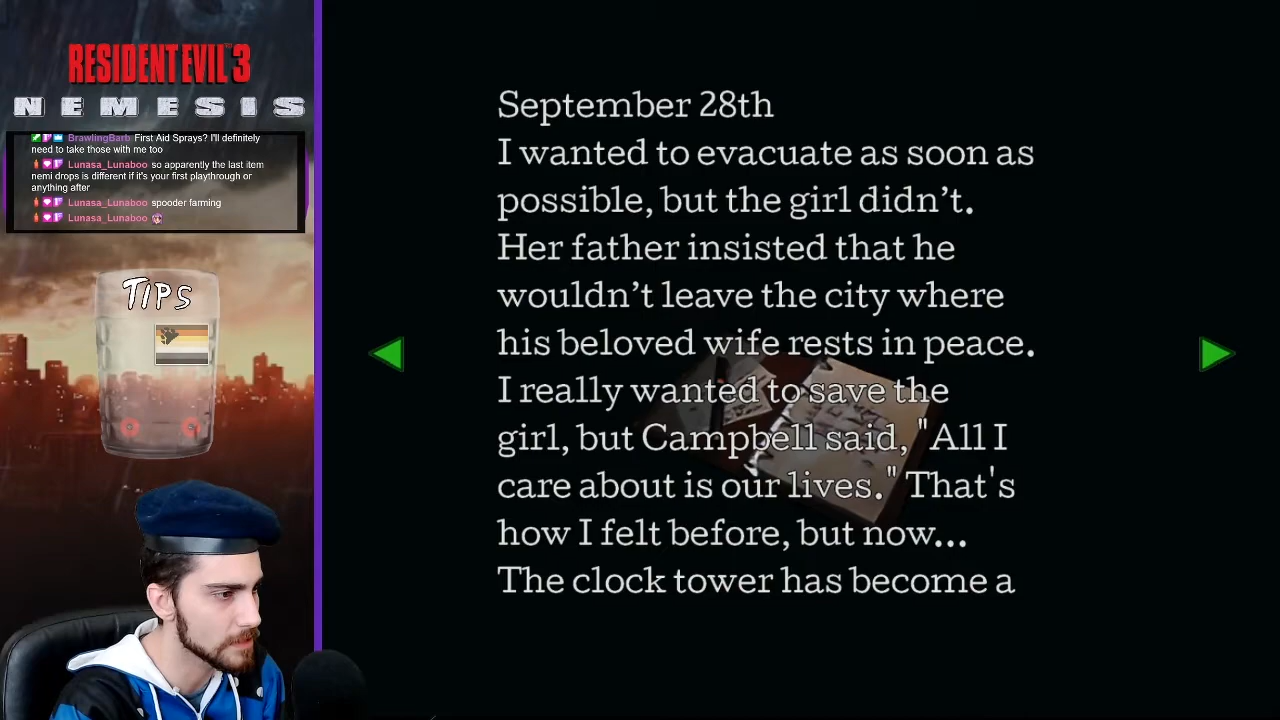 RESIDENT EVIL 3
NEMESIS
BrawlingBarb First Aid Sprays? I'll definitely
need to take those with me too
Lunasa_Lunaboo so apparently the last item
nemi drops is different if it's your first playthrough or
anything after
Lunasa_Lunaboo spooder farming
Lunasa_Lunaboo
TIPS
September 28th
I wanted to evacuate as soon as
possible, but the girl didn't.
Her father insisted that he
wouldn't leave the city where
his beloved wife rests in peace.
I really wanted to save the
girl, but Campbell said, "All I
care about is our lives." That's
how I felt before, but now...
The clock tower has become a